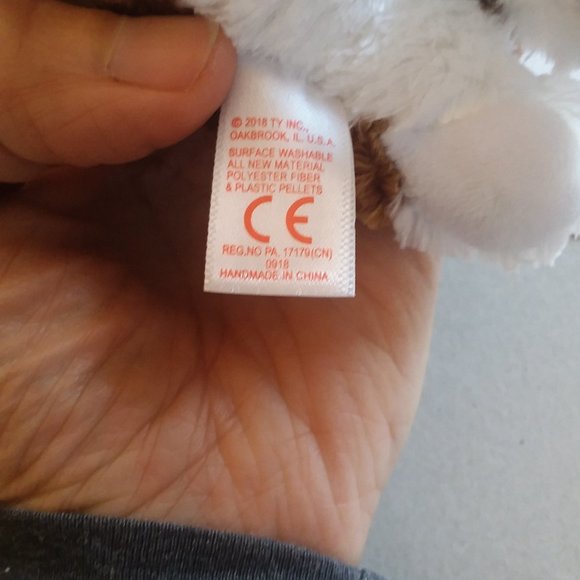 © 2018 TY INC.,
OAKBROOK, IL. U.S.A.
SURFACE WASHABLE
ALL NEW MATERIAL
POLYESTER FIBER
& PLASTIC PELLETS
CE
REG.NO PA. 17179(CN)
0918
HANDMADE IN CHINA